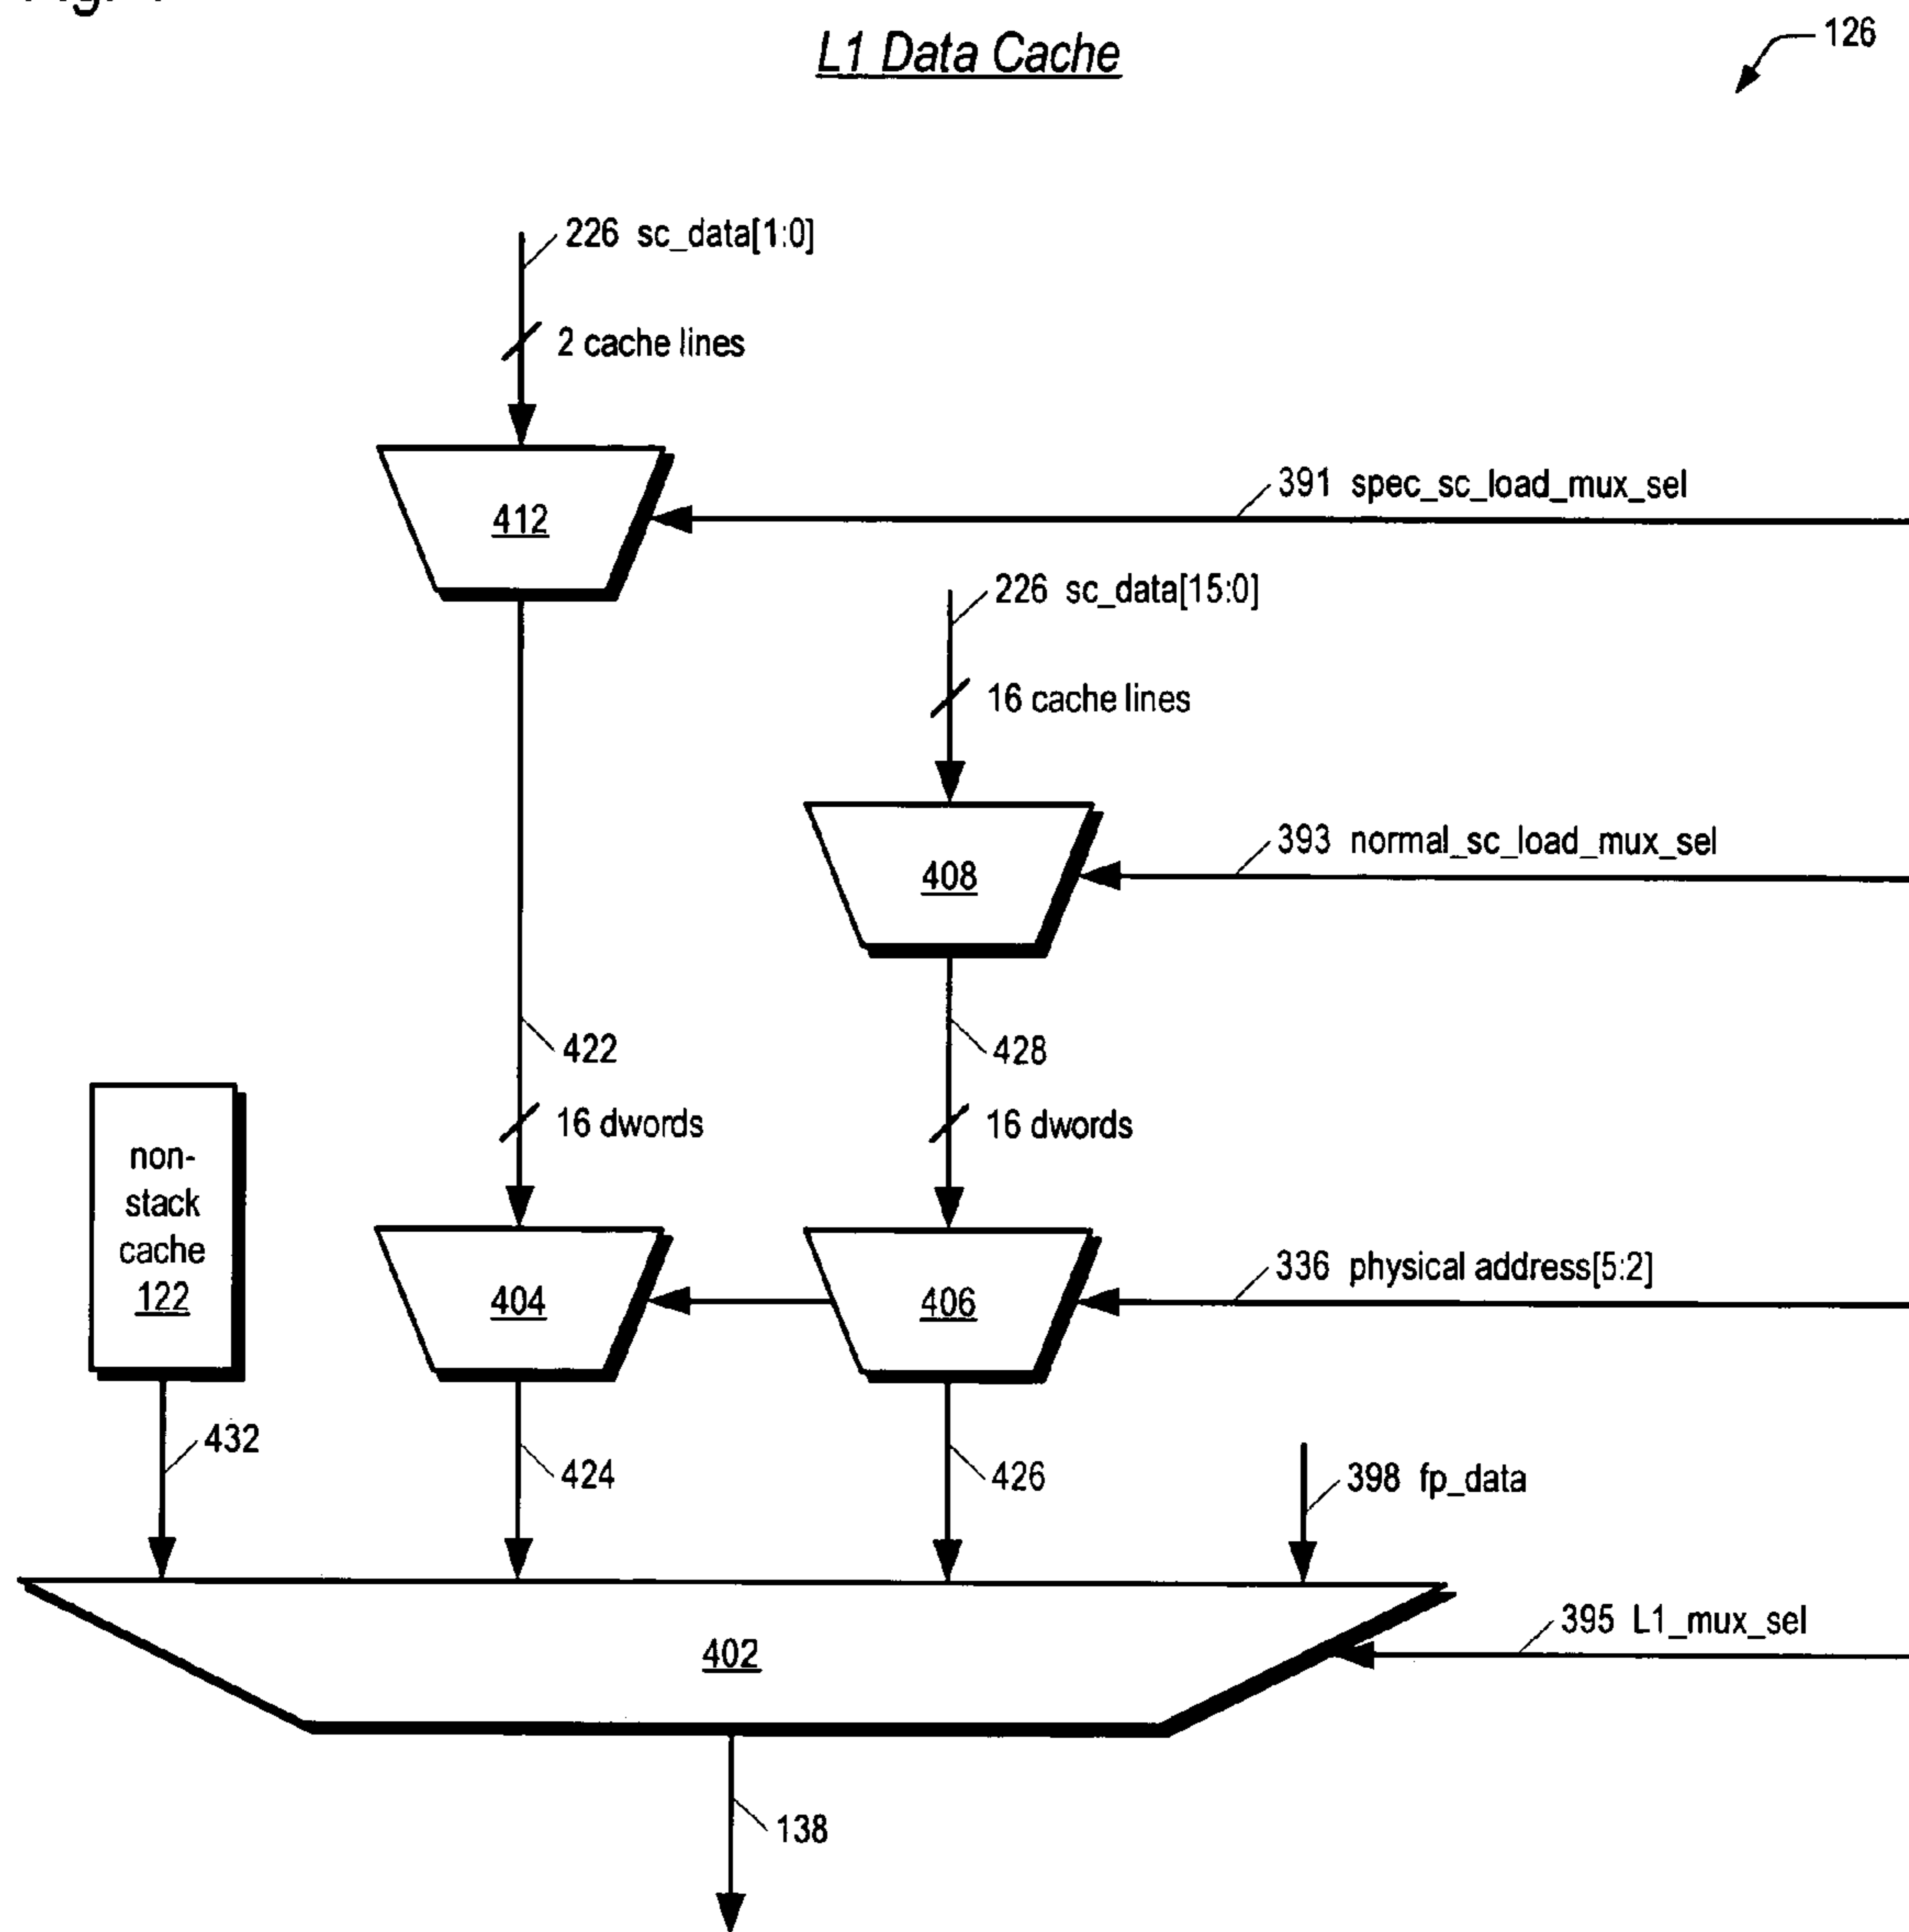 L1 Data Cache
126
226 sc_data[1:0]
2 cache lines
391 spec_sc_load_mux_sel
412
226 sc_data[15:0]
16 cache lines
393 normal_sc_load_mux_sel
408
422
428
16 dwords
16 dwords
non-
stack
cache
122
336 physical address[5:2]
404
406
432
424
426
398 fp_data
395 L1_mux_sel
402
138